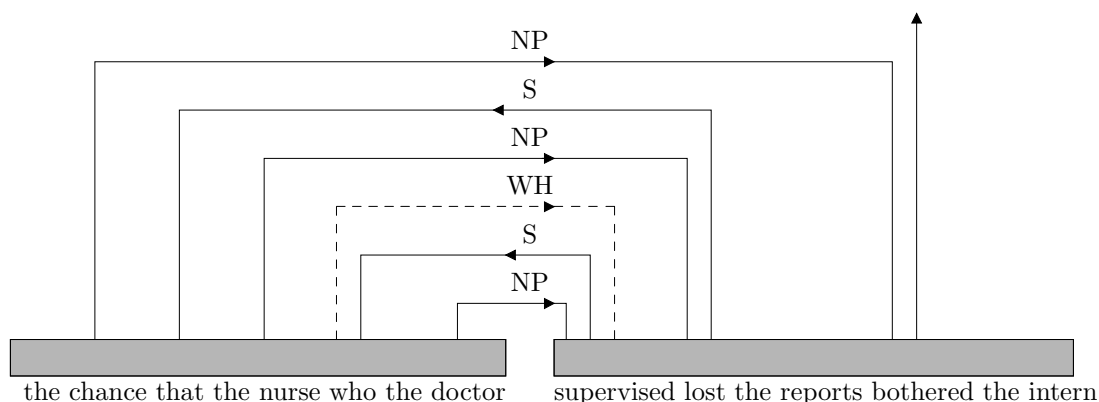 NP
S
NP
WH
S
NP
the chance that the nurse who the doctor supervised lost the reports bothered the intern